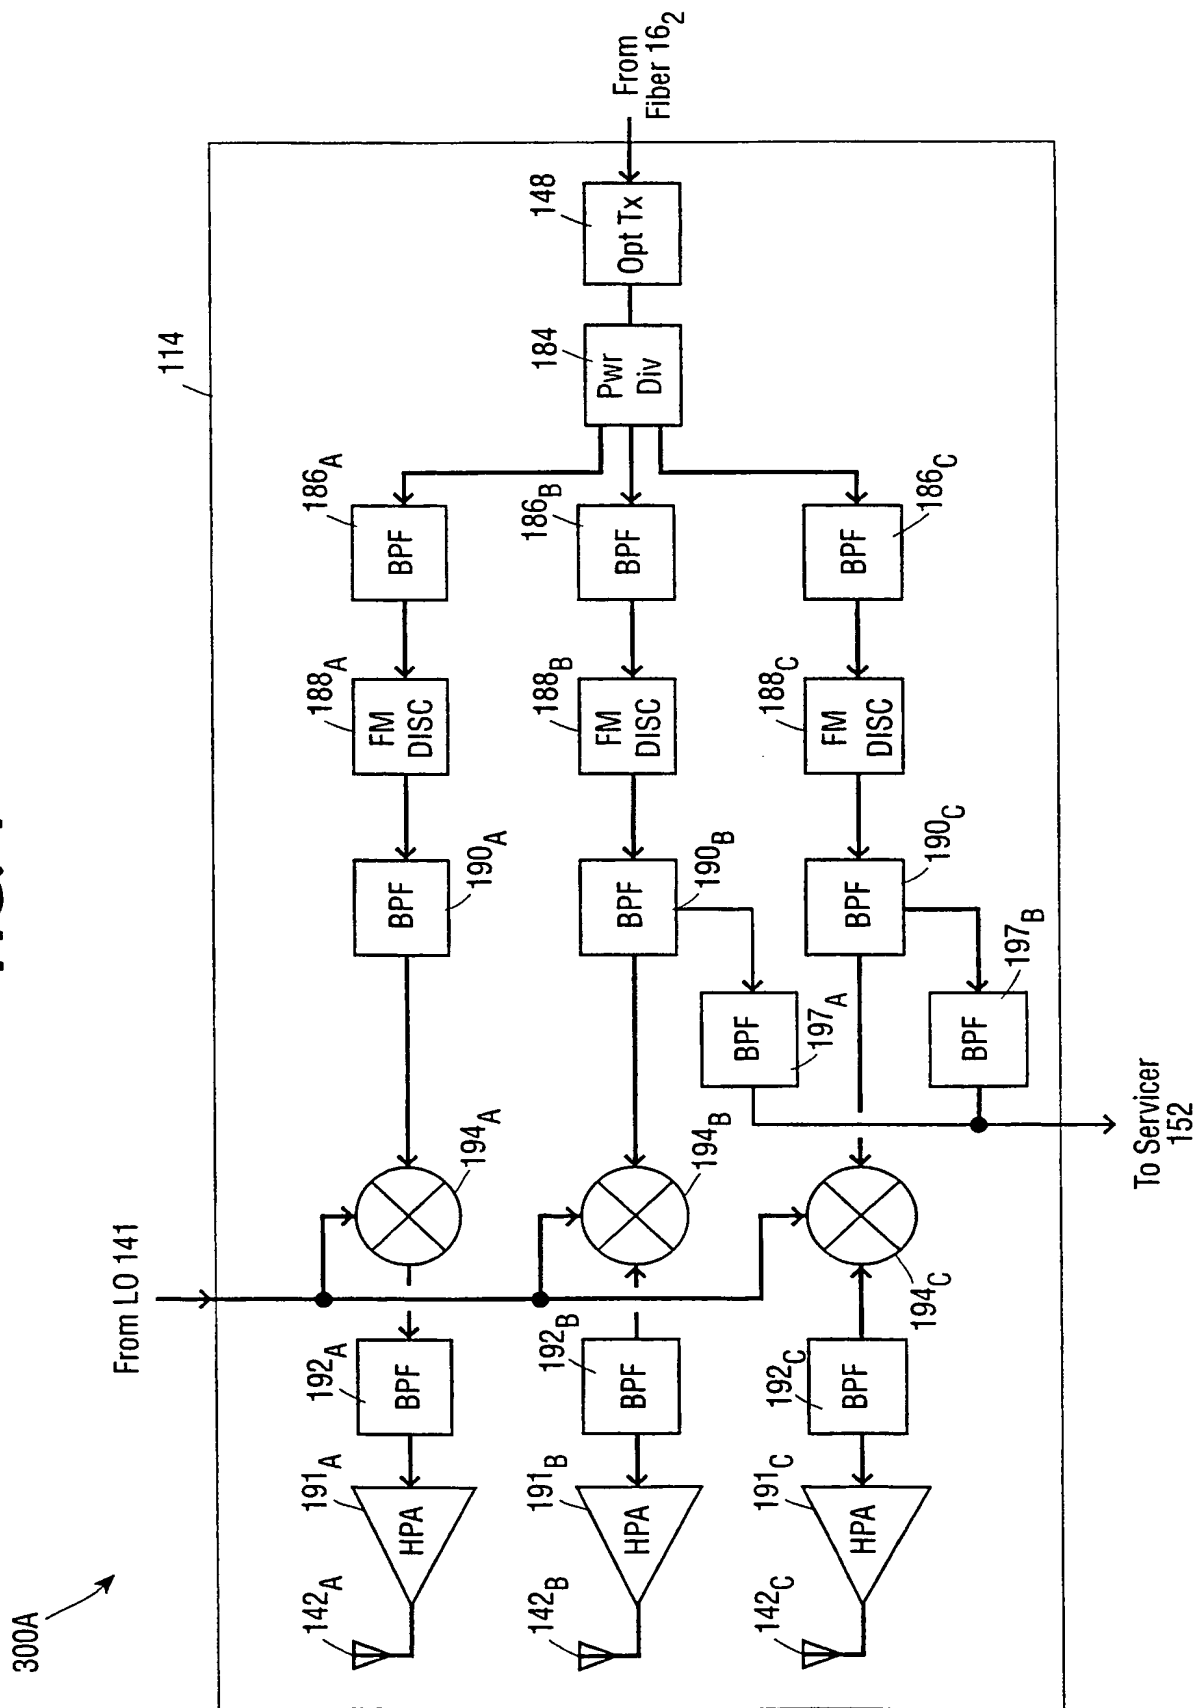 300A
From LO 141
114
From
Fiber 16₂
142A
191A
HPA
192A
BPF
194A
BPF
190A
FM
DISC
188A
BPF
186A
142B
191B
HPA
192B
BPF
194B
BPF
190B
FM
DISC
188B
BPF
186B
Pwr
Div
184
Opt Tx
148
BPF
197A
142C
191C
HPA
192C
BPF
194C
BPF
190C
FM
DISC
188C
BPF
186C
BPF
197B
To Servicer
152